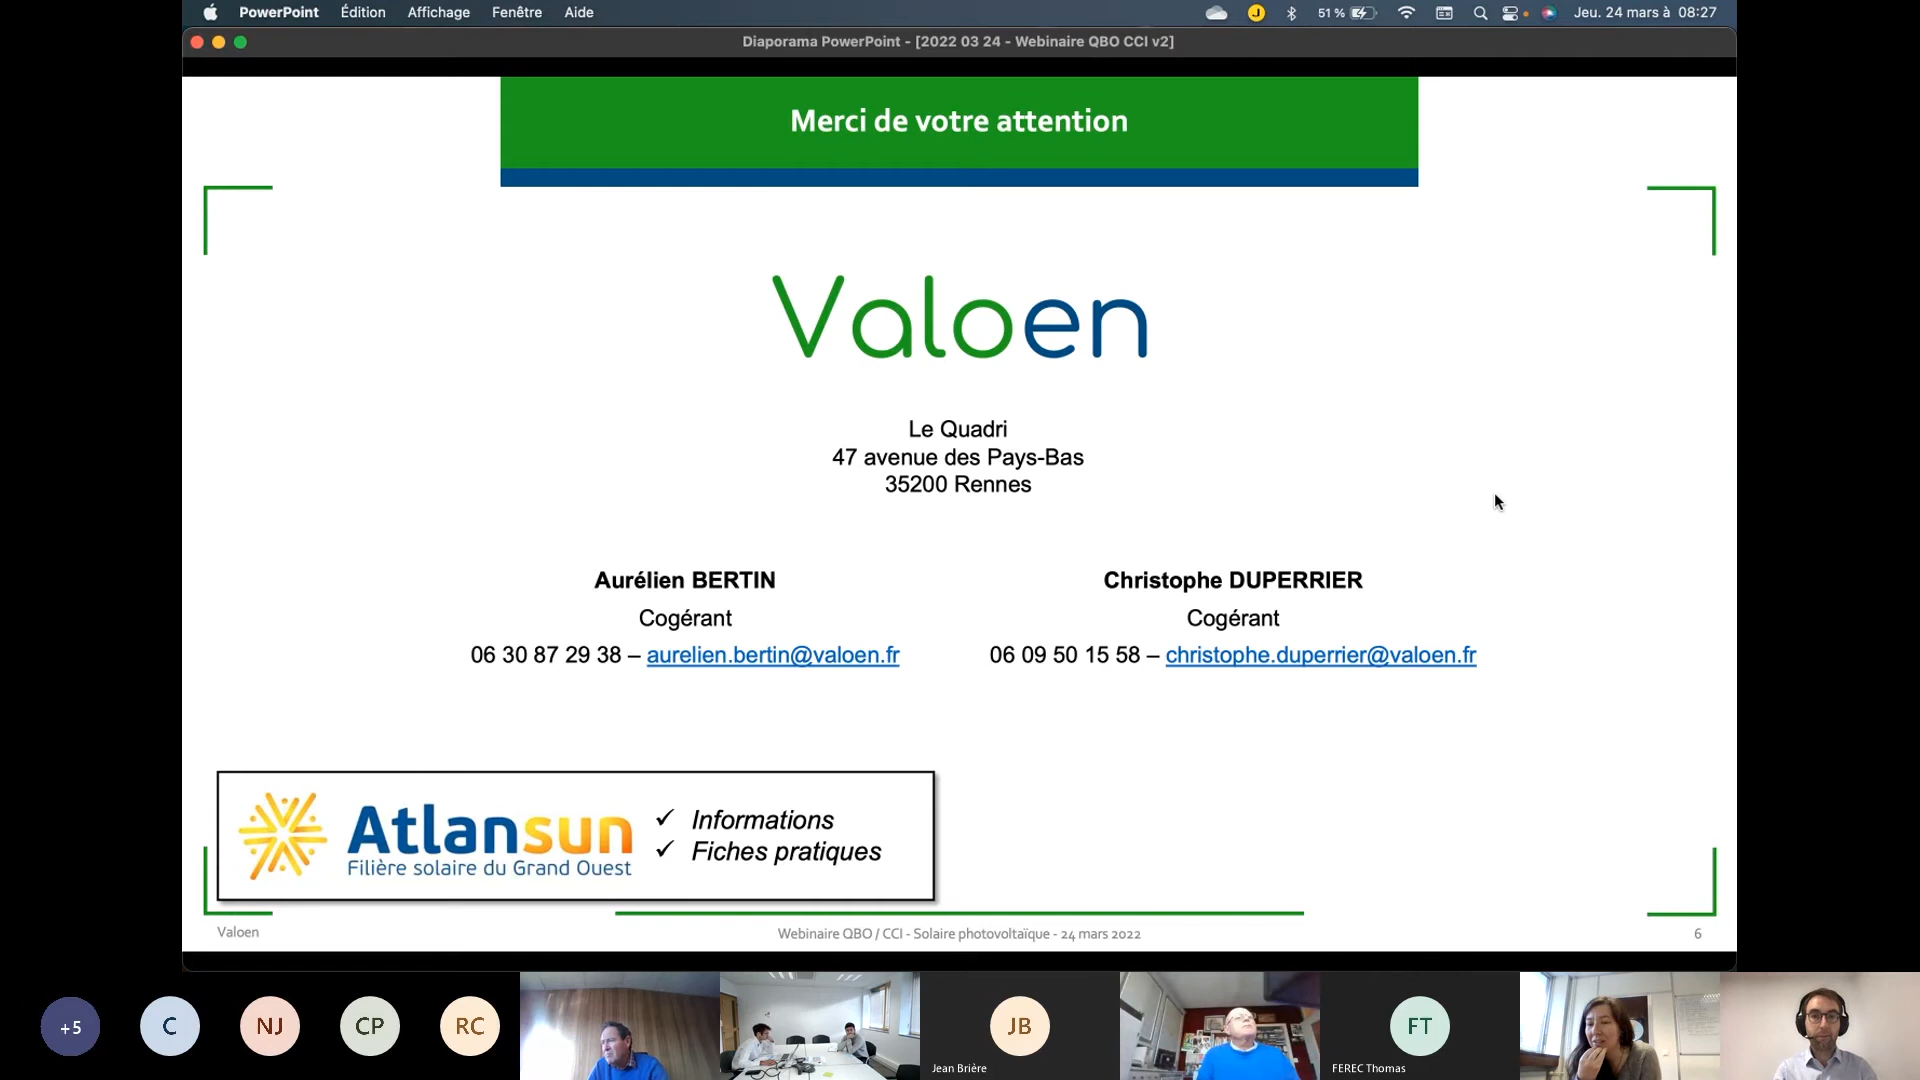 PowerPoint Édition Affichage Fenêtre Aide
J 51 % Jeu. 24 mars à 08:27
Diaporama PowerPoint - [2022 03 24 - Webinaire QBO CCI v2]
Merci de votre attention
Valoen
Le Quadri
47 avenue des Pays-Bas
35200 Rennes
Aurélien BERTIN
Cogérant
06 30 87 29 38 – aurelien.bertin@valoen.fr
Christophe DUPERRIER
Cogérant
06 09 50 15 58 – christophe.duperrier@valoen.fr
Atlansun
Filière solaire du Grand Ouest
✓ Informations
✓ Fiches pratiques
Valoen
Webinaire QBO / CCI - Solaire photovoltaïque - 24 mars 2022
6
+5
C
NJ
CP
RC
JB
Jean Brière
FT
FEREC Thomas